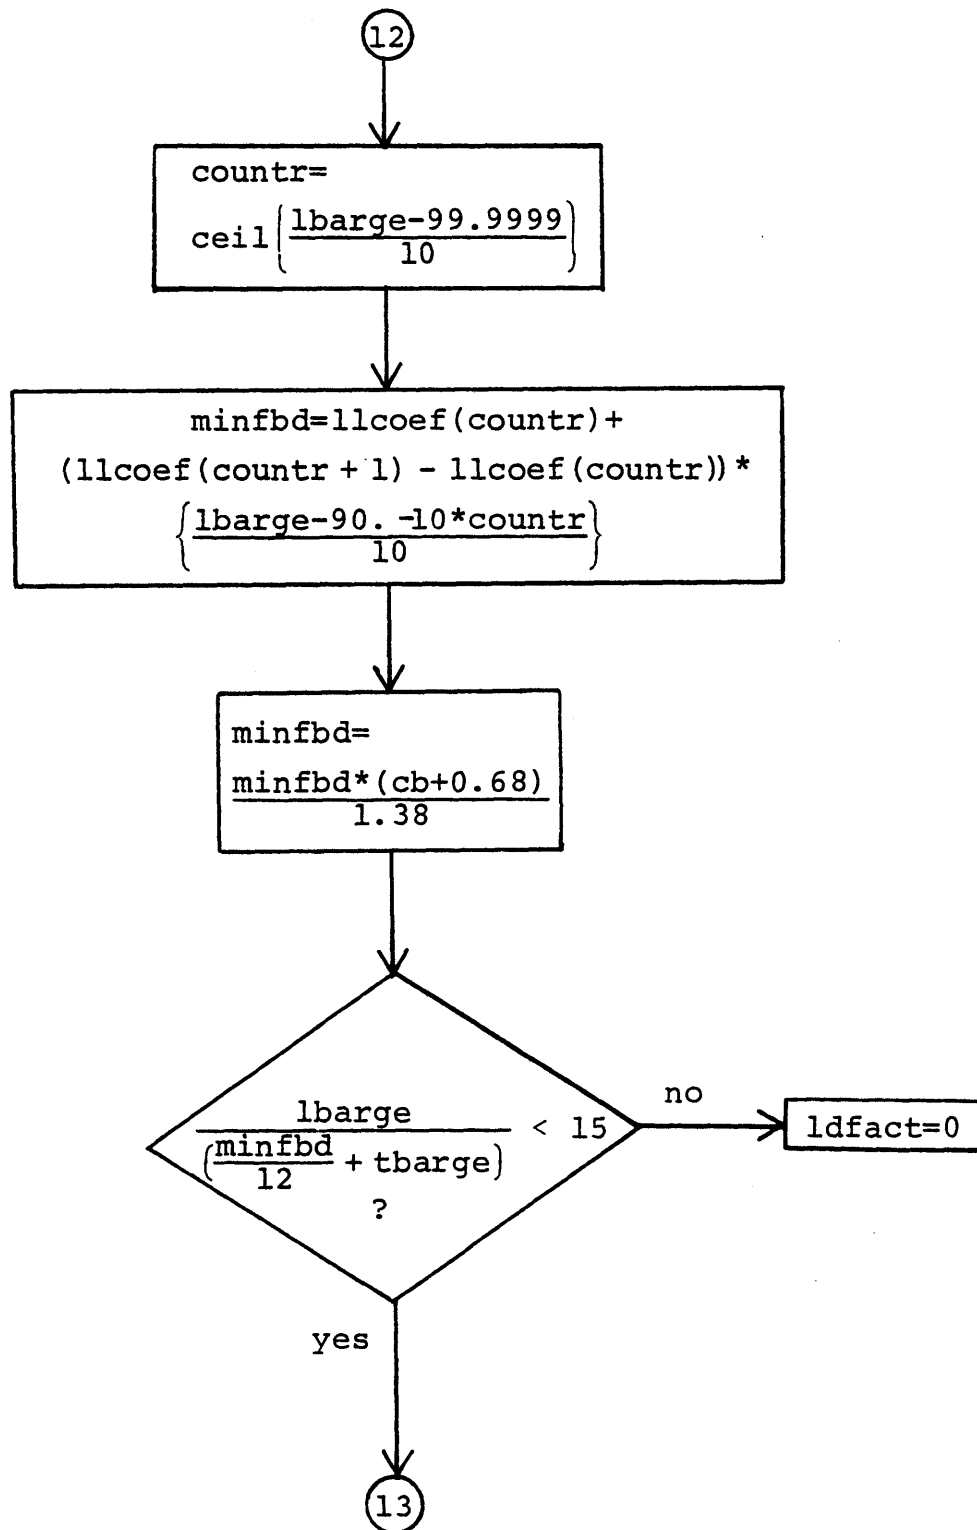 12
countr=
ceil{lbarge-99.9999
10}
minfbd=llcoef(countr)+
(llcoef(countr + 1) - llcoef(countr))*
{lbarge-90. -10*countr
10}
minfbd=
minfbd*(cb+0.68)
1.38
lbarge
(minfbd
12 + tbarge) < 15
?
no
ldfact=0
yes
13